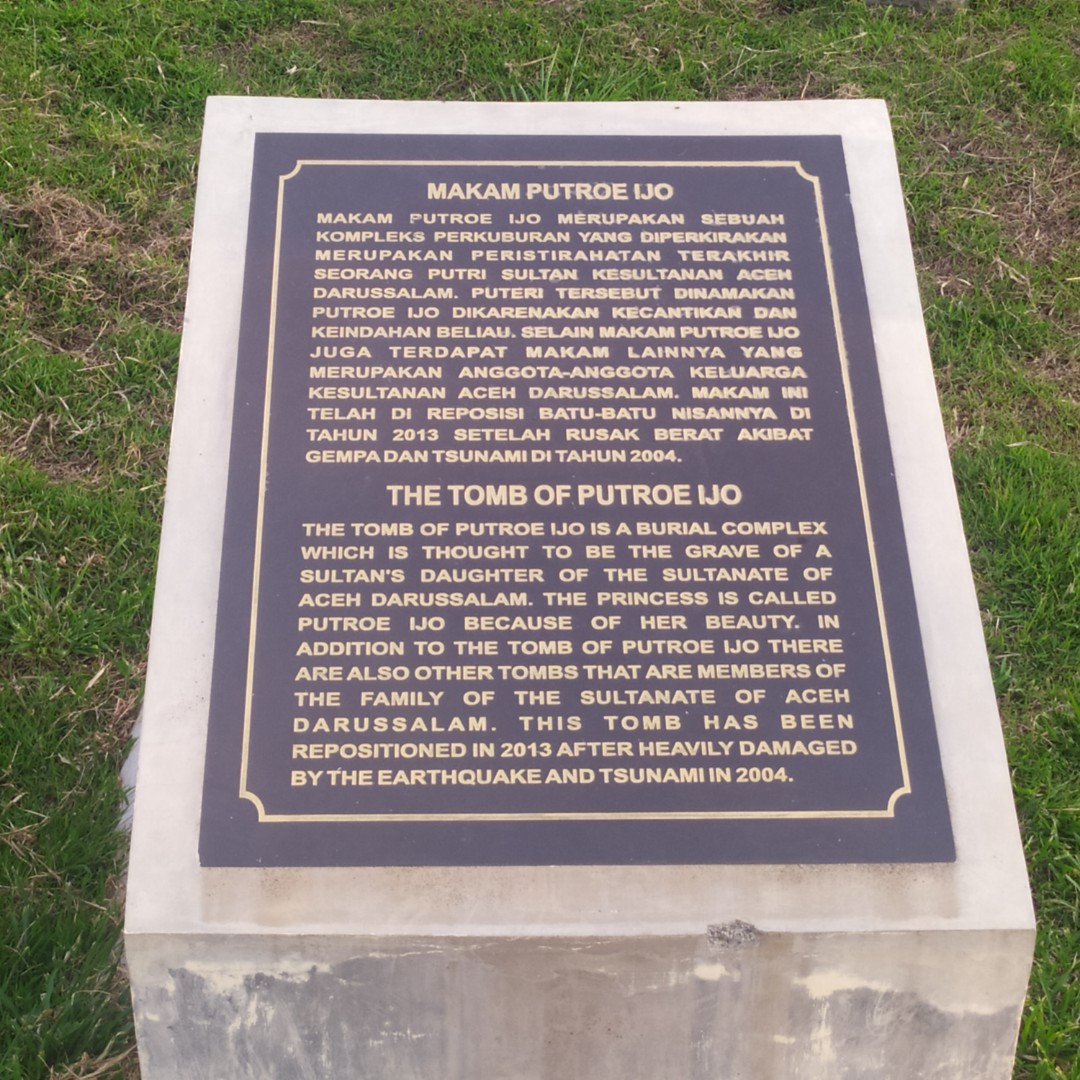 MAKAM PUTROE IJO
MAKAM PUTROE IJO MERUPAKAN SEBUAH
KOMPLEKS PERKUBURAN YANG DIPERKIRAKAN
MERUPAKAN PERISTIRAHATAN TERAKHIR
SEORANG PUTRI SULTAN KESULTANAN ACEH
DARUSSALAM. PUTERI TERSEBUT DINAMAKAN
PUTROE IJO DIKARENAKAN KECANTIKAN DAN
KEINDAHAN BELIAU. SELAIN MAKAM PUTROE IJO
JUGA TERDAPAT MAKAM LAINNYA YANG
MERUPAKAN ANGGOTA-ANGGOTA KELUARGA
KESULTANAN ACEH DARUSSALAM. MAKAM INI
TELAH DI REPOSISI BATU-BATU NISANNYA DI
TAHUN 2013 SETELAH RUSAK BERAT AKIBAT
GEMPA DAN TSUNAMI DI TAHUN 2004.
THE TOMB OF PUTROE IJO
THE TOMB OF PUTROE IJO IS A BURIAL COMPLEX
WHICH IS THOUGHT TO BE THE GRAVE OF A
SULTAN'S DAUGHTER OF THE SULTANATE OF
ACEH DARUSSALAM. THE PRINCESS IS CALLED
PUTROE IJO BECAUSE OF HER BEAUTY. IN
ADDITION TO THE TOMB OF PUTROE IJO THERE
ARE ALSO OTHER TOMBS THAT ARE MEMBERS OF
THE FAMILY OF THE SULTANATE OF ACEH
DARUSSALAM. THIS TOMB HAS BEEN
REPOSITIONED IN 2013 AFTER HEAVILY DAMAGED
BY THE EARTHQUAKE AND TSUNAMI IN 2004.